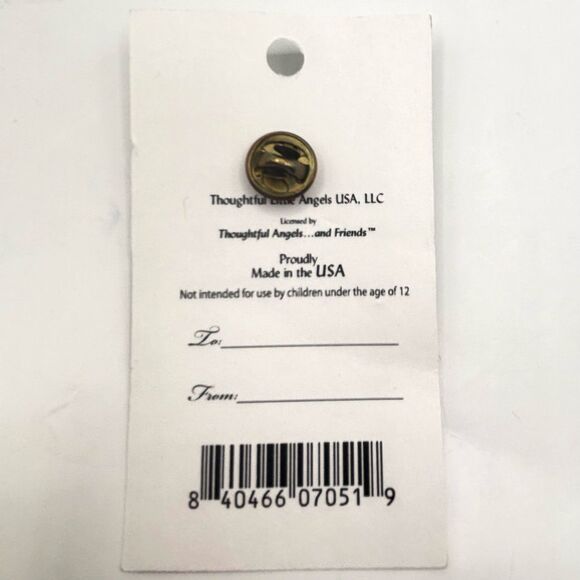 Thoughtful Little Angels USA, LLC
Licensed by
Thoughtful Angels...and Friends™
Proudly
Made in the USA
Not intended for use by children under the age of 12
To:
From:
8 40466 07051 9